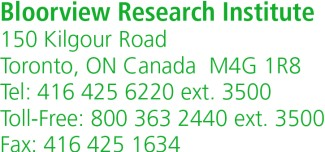 Bloorview Research Institute
150 Kilgour Road
Toronto, ON Canada  M4G 1R8
Tel: 416 425 6220 ext. 3500
Toll-Free: 800 363 2440 ext. 3500
Fax: 416 425 1634